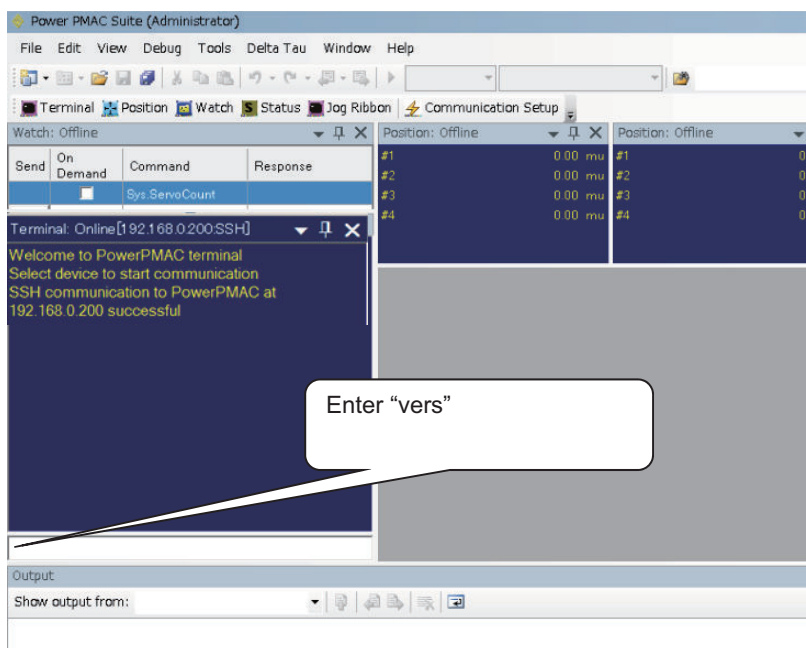 Power PMAC Suite (Administrator)
File Edit View Debug Tools Delta Tau Window Help
Terminal Position Watch Status Jog Ribbon Communication Setup
Watch: Offline
Send On Demand Command Response
Sys.ServoCount
Position: Offline
#1 0.00 mu
#2 0.00 mu
#3 0.00 mu
#4 0.00 mu
Position: Offline
#1 0
#2 0
#3 0
#4 0
Terminal: Online[192.168.0.200:SSH]
Welcome to PowerPMAC terminal
Select device to start communication
SSH communication to PowerPMAC at
192.168.0.200 successful
Enter “vers”
Output
Show output from: